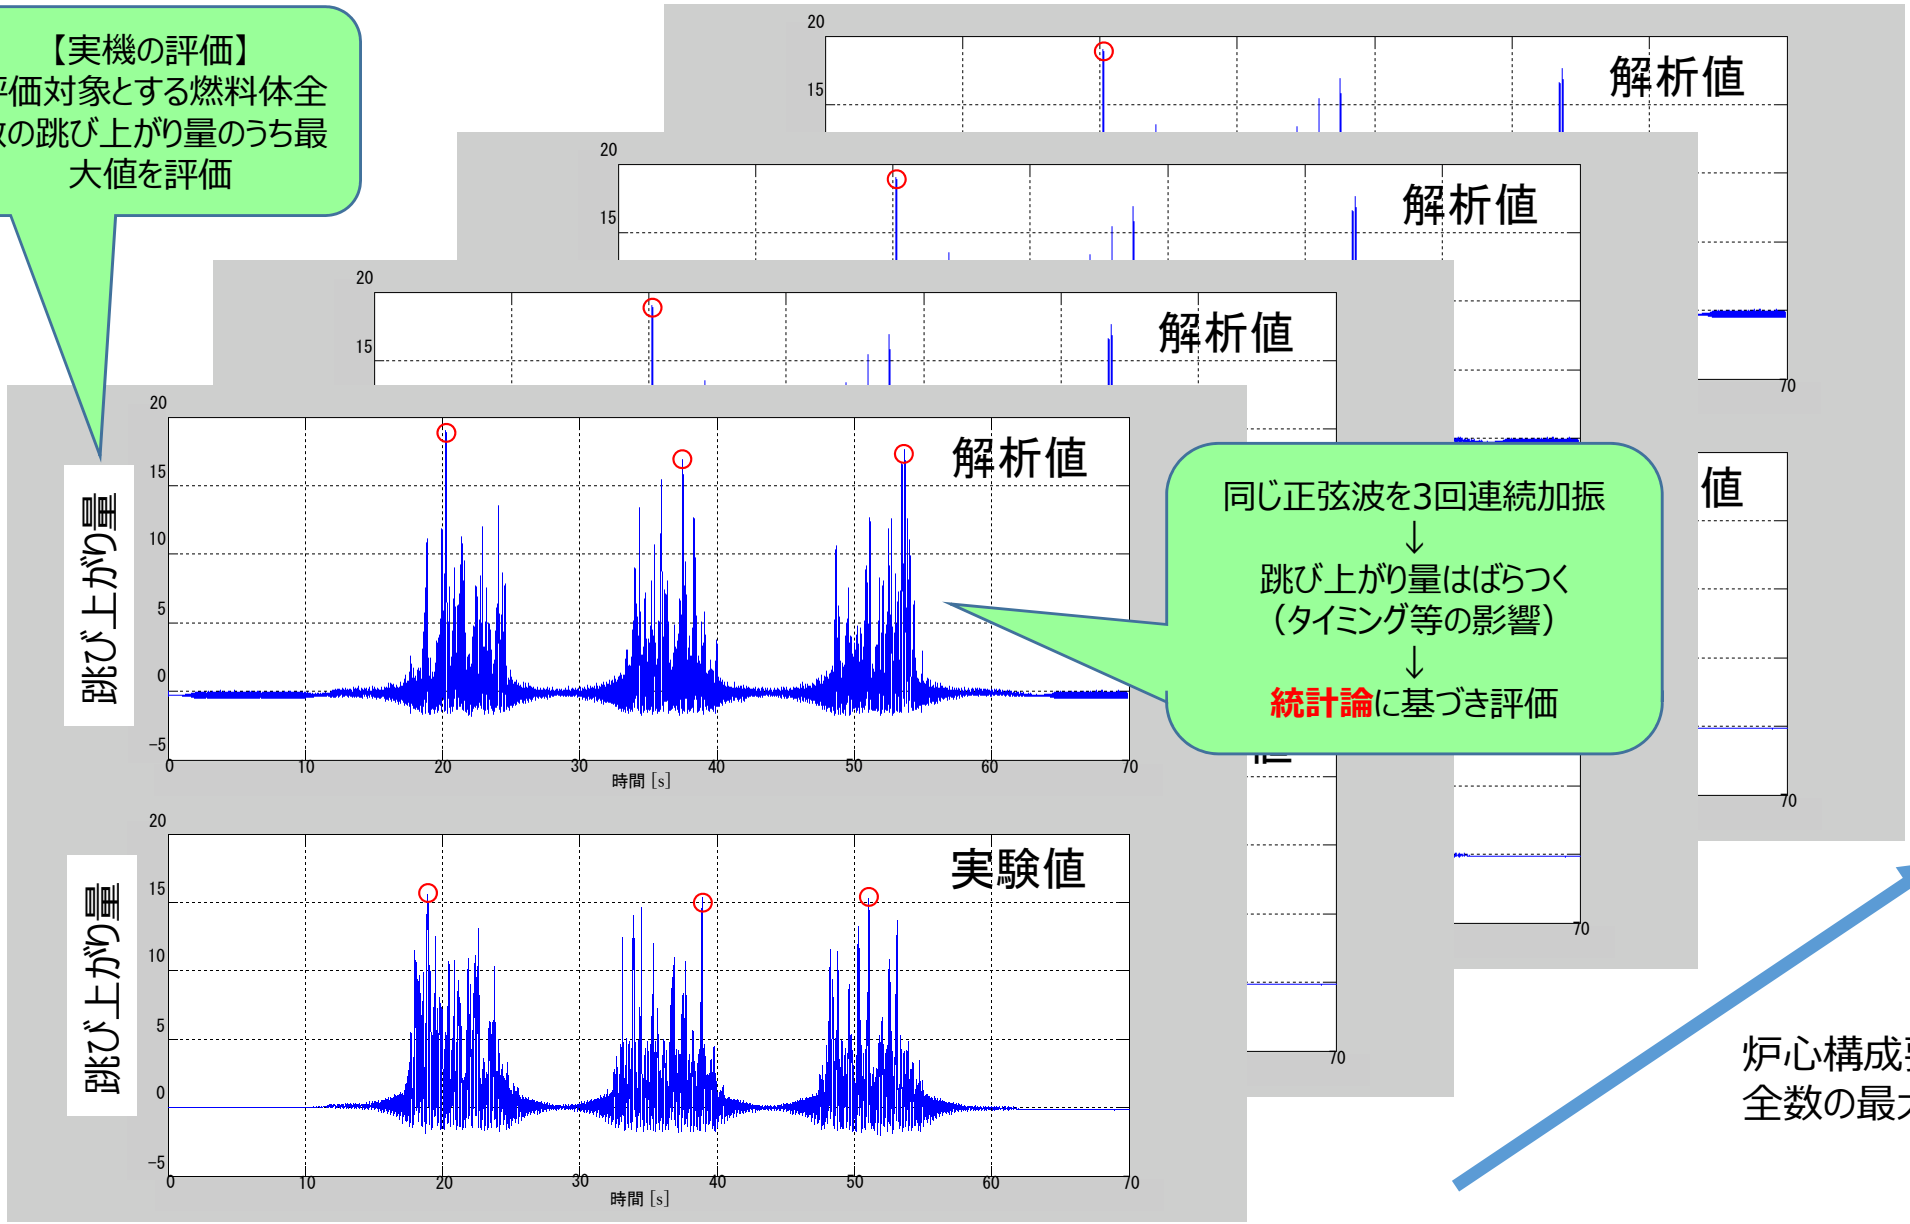 【実機の評価】
評価対象とする燃料体全
数の跳び上がり量のうち最
大値を評価
20
15
解析値
70
70
20
15
解析値
値
70
20
15
解析値
70
20
15
10
5
0
-5
跳び上がり量
解析値
0 10 20 30 40 50 60 70
時間 [s]
同じ正弦波を3回連続加振
↓
跳び上がり量はばらつく
（タイミング等の影響）
↓
統計論に基づき評価
20
15
10
5
0
-5
跳び上がり量
実験値
0 10 20 30 40 50 60 70
時間 [s]
炉心構成要
全数の最大